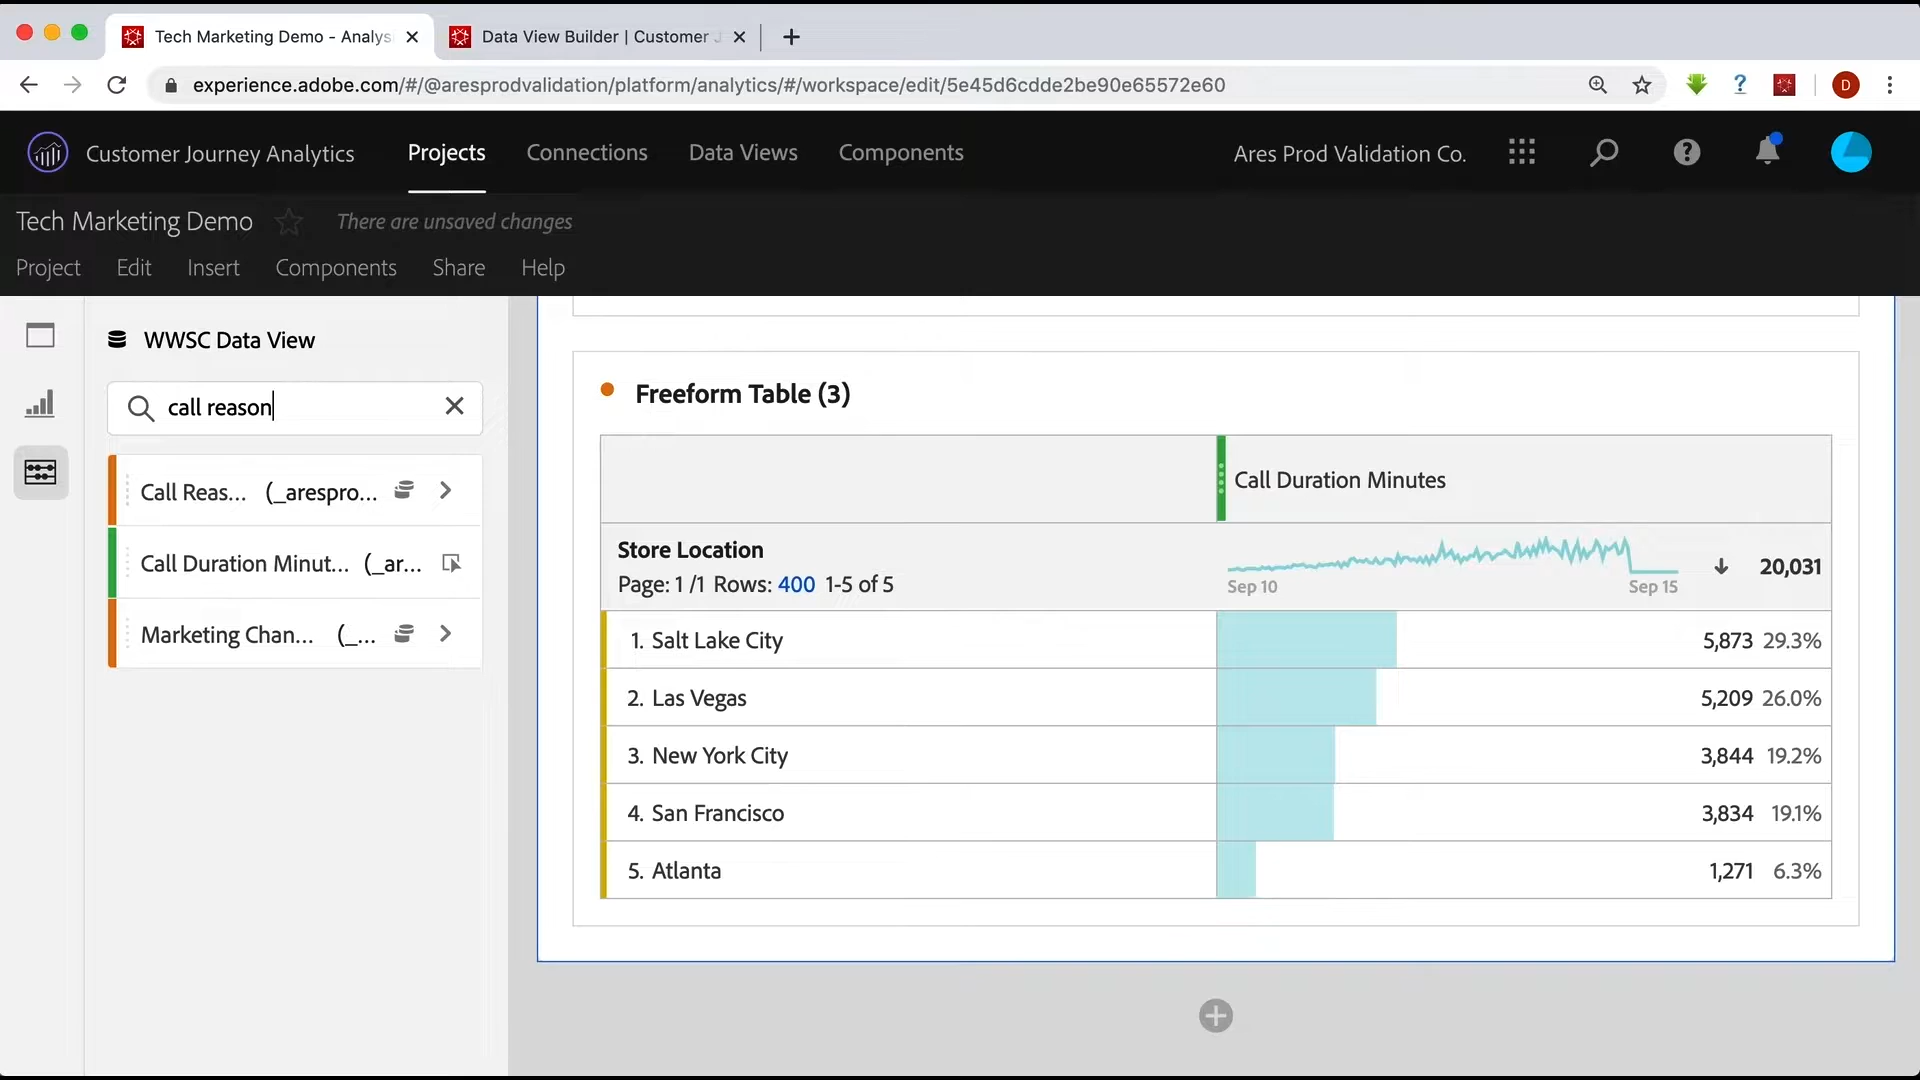 Tech Marketing Demo - Analys
Data View Builder | Customer J
experience.adobe.com/#/@aresprodvalidation/platform/analytics/#/workspace/edit/5e45d6cdde2be90e65572e60
?
D
Customer Journey Analytics
Projects
Connections
Data Views
Components
Ares Prod Validation Co.
?
Tech Marketing Demo
There are unsaved changes
Project
Edit
Insert
Components
Share
Help
WWSC Data View
call reason
Call Reas... (_arespro...
Call Duration Minut... (_ar...
Marketing Chan... (_...
Freeform Table (3)
Call Duration Minutes
Store Location
Page: 1 /1 Rows: 400 1-5 of 5
Sep 10
Sep 15
20,031
1. Salt Lake City 5,873 29.3%
2. Las Vegas 5,209 26.0%
3. New York City 3,844 19.2%
4. San Francisco 3,834 19.1%
5. Atlanta 1,271 6.3%